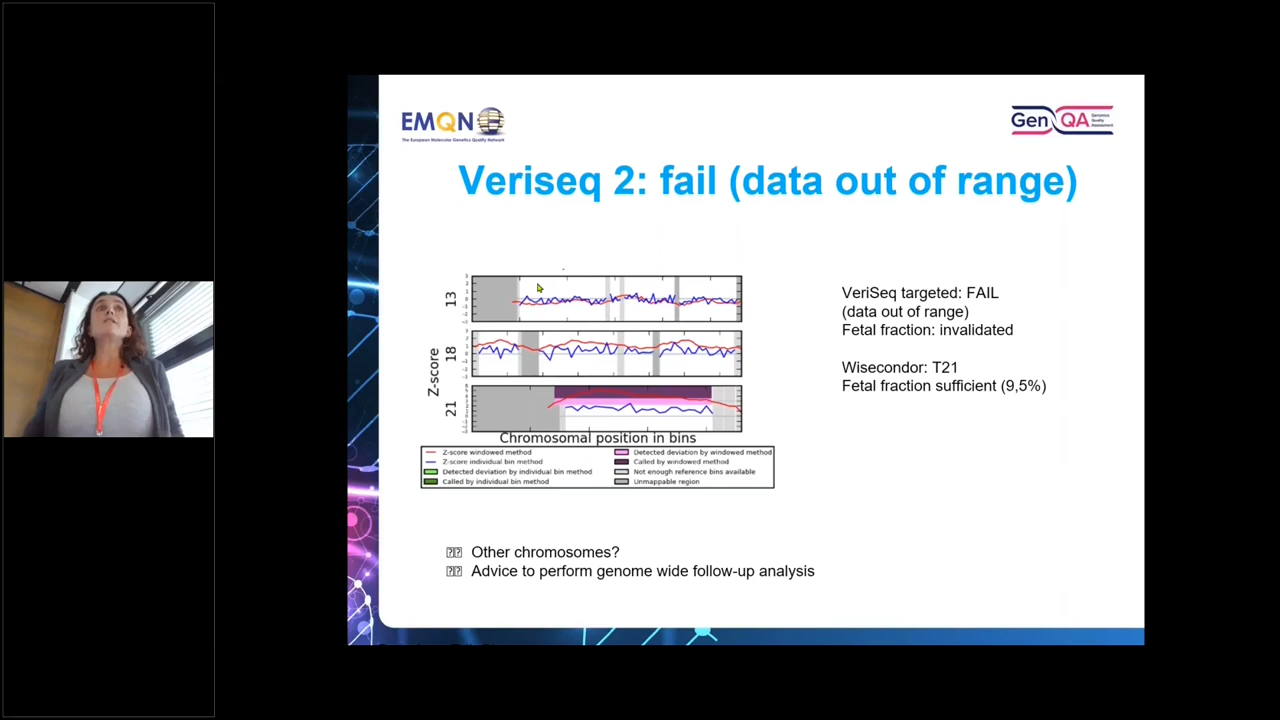 EMQN
The European Molecular Genetics Quality Network
GenQA
Genomics
Quality
Assessment
Veriseq 2: fail (data out of range)
VeriSeq targeted: FAIL
(data out of range)
Fetal fraction: invalidated
Wisecondor: T21
Fetal fraction sufficient (9,5%)
Z-score
13
18
21
Chromosomal position in bins
Z-score windowed method
Z-score individual bin method
Detected deviation by individual bin method
Called by individual bin method
Detected deviation by windowed method
Called by windowed method
Not enough reference bins available
Unmappable region
Other chromosomes?
Advice to perform genome wide follow-up analysis